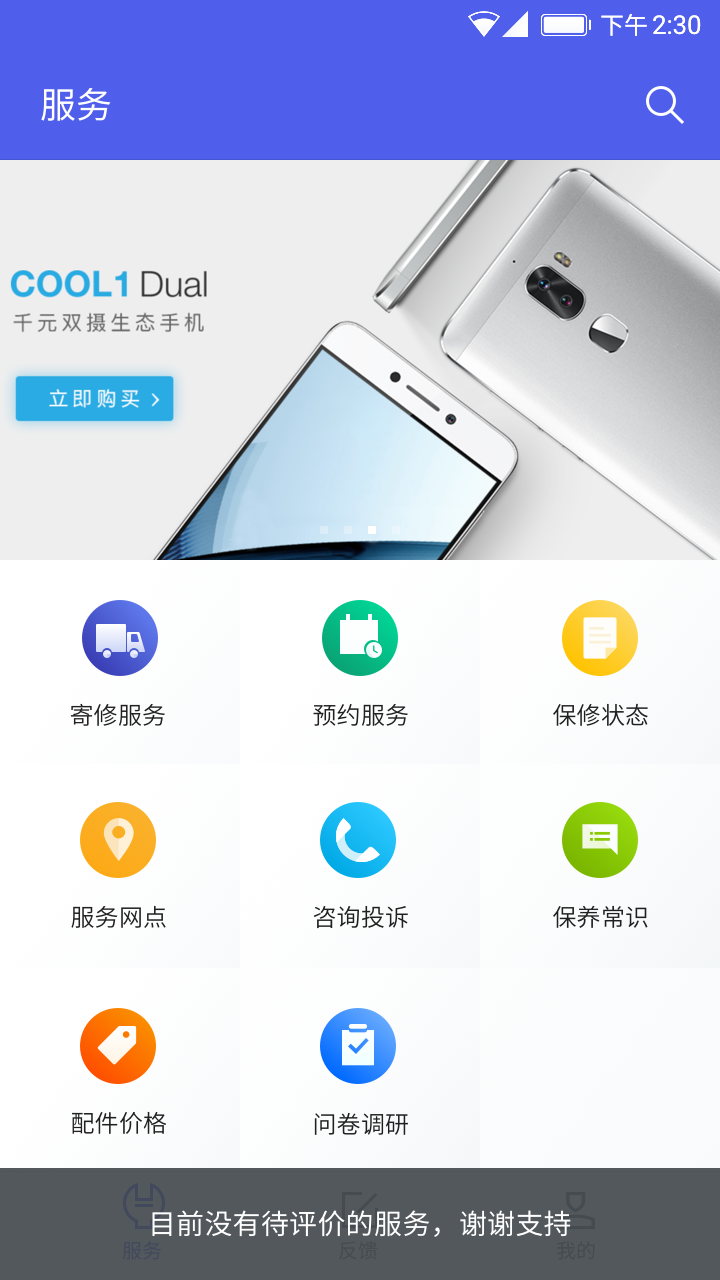 下午 2:30
服务
COOL1 Dual
千元双摄生态手机
立即购买
寄修服务
预约服务
保修状态
服务网点
咨询投诉
保养常识
配件价格
问卷调研
目前没有待评价的服务，谢谢支持
服务
反馈
我的